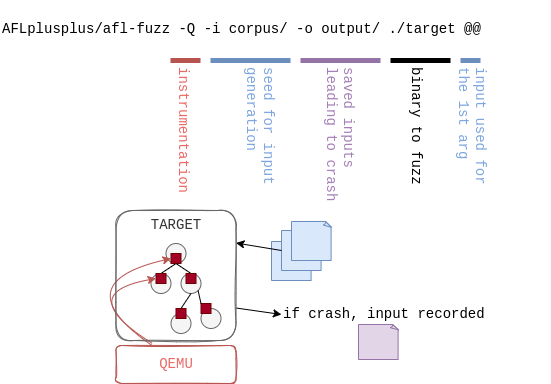 AFLplusplus/afl-fuzz -Q -i corpus/ -o output/ ./target @@
instrumentation
seed for input
generation
saved inputs
leading to crash
binary to fuzz
input used for
the 1st arg
TARGET
if crash, input recorded
QEMU